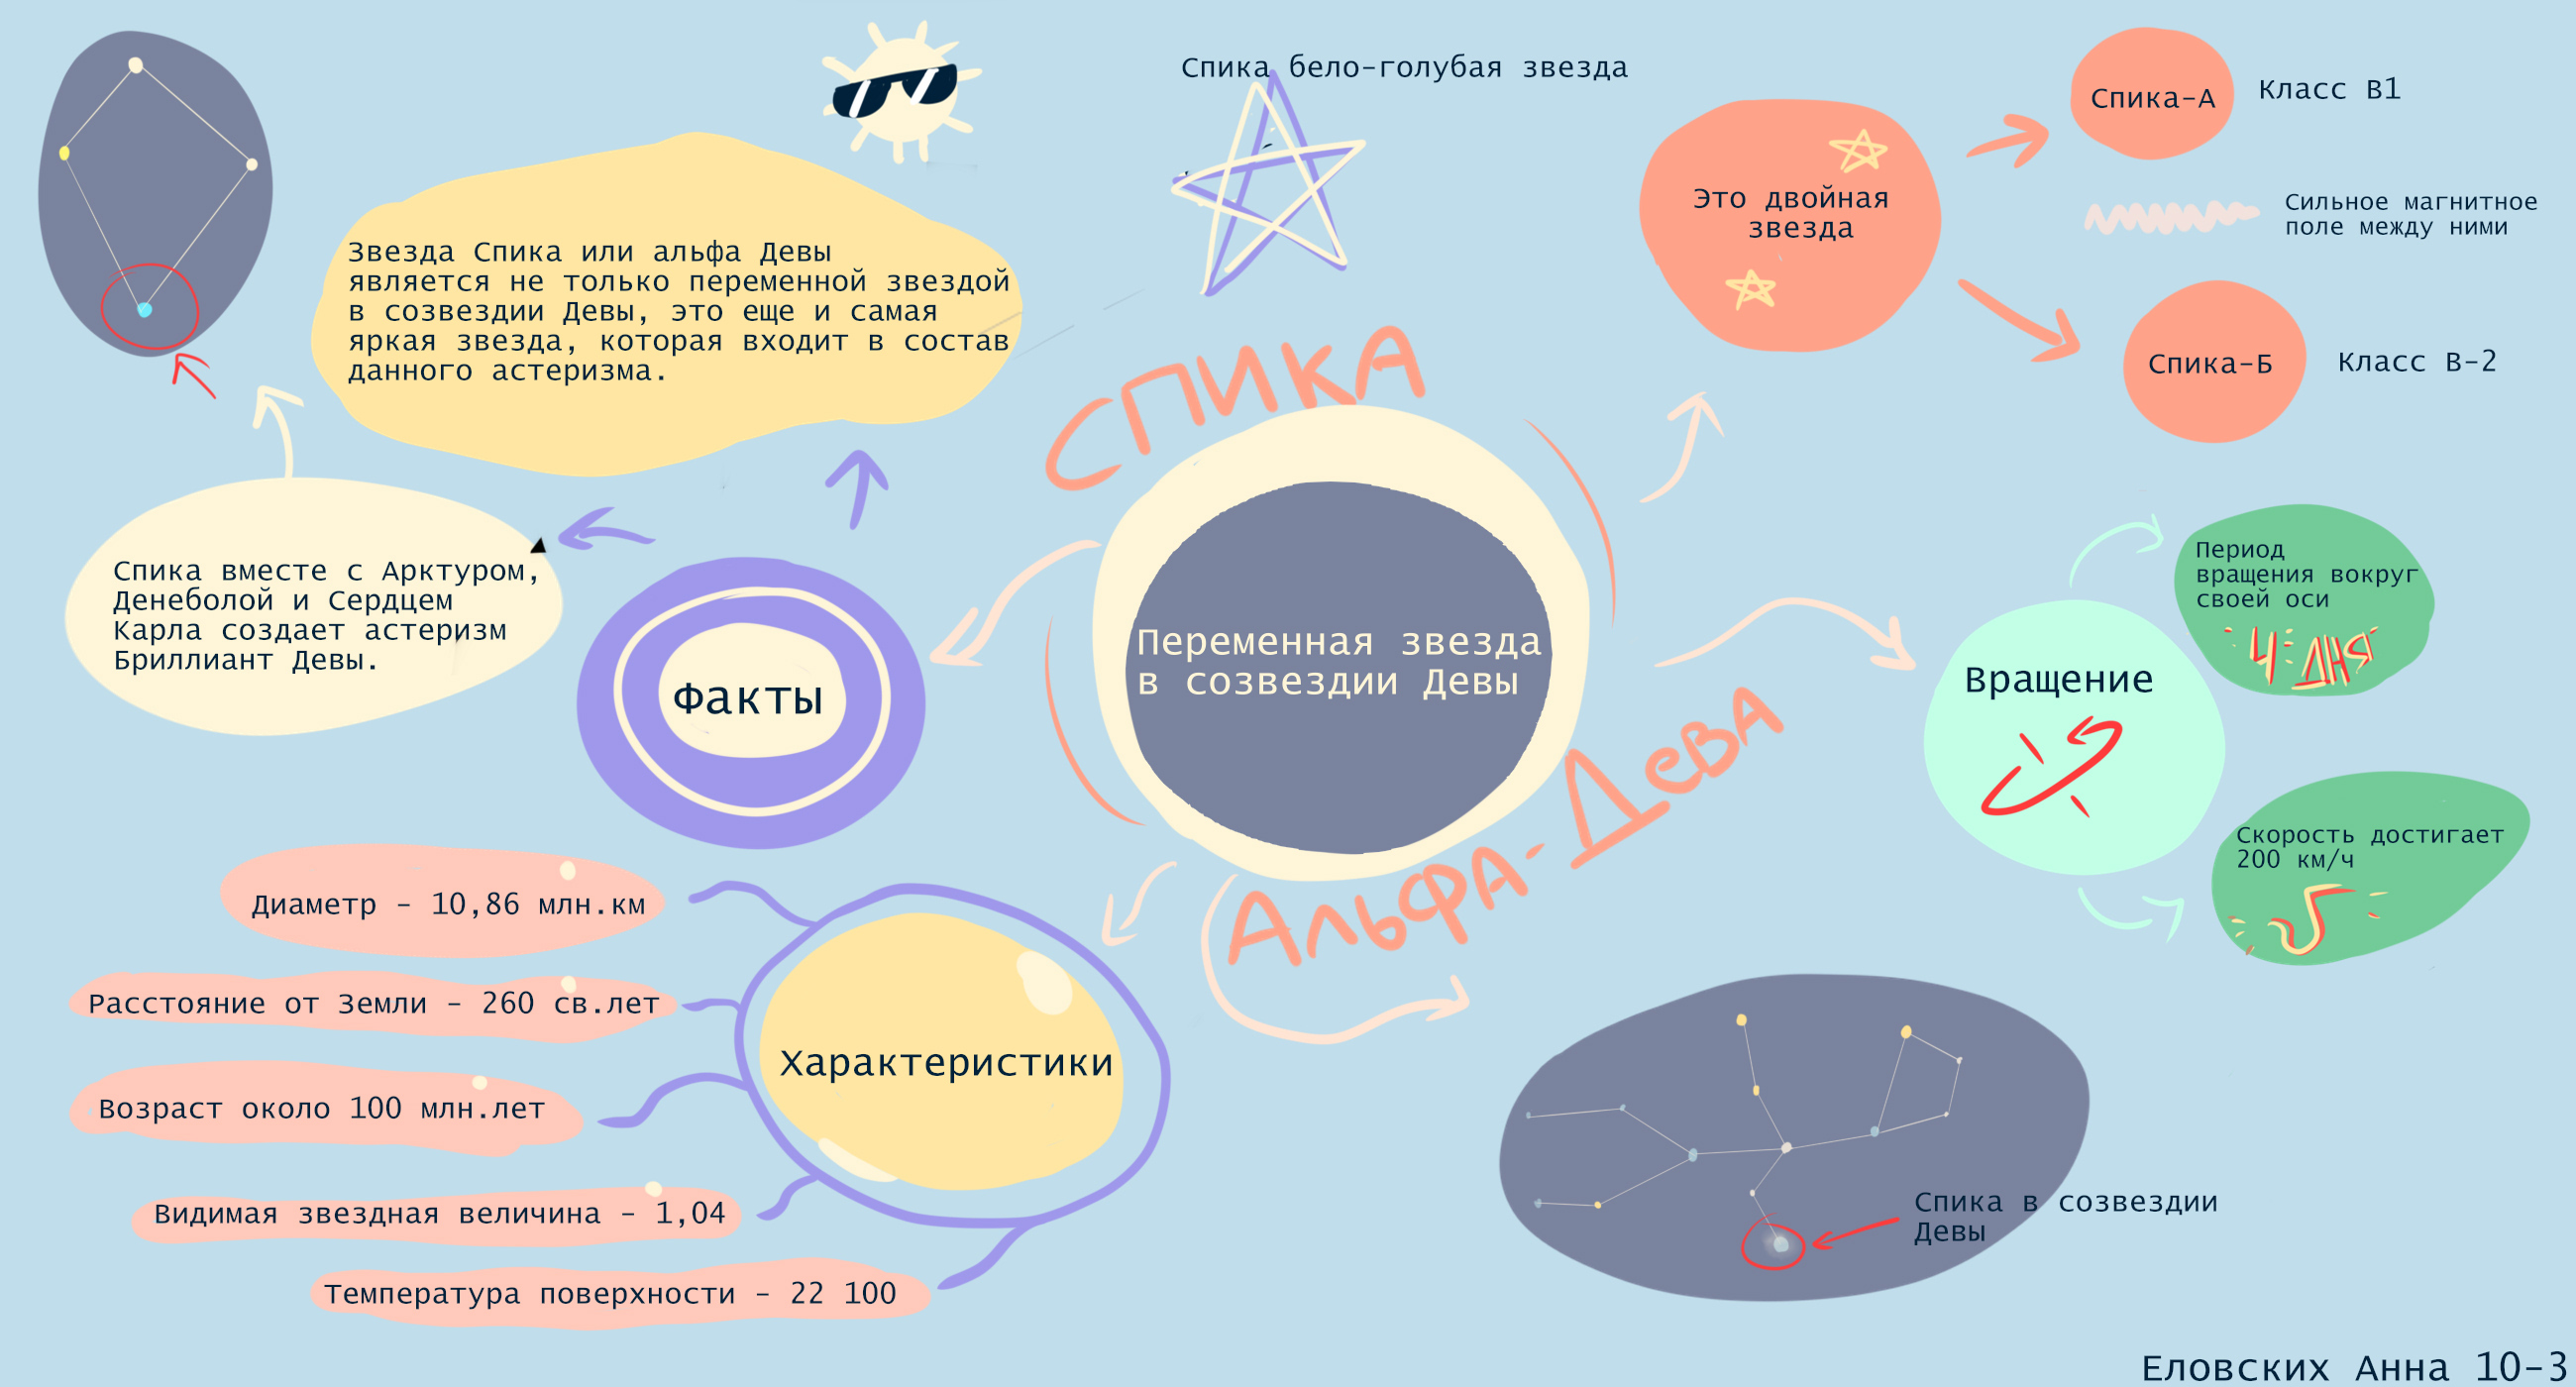 Спика бело-голубая звезда
Звезда Спика или альфа Девы
является не только переменной звездой
в созвездии Девы, это еще и самая
яркая звезда, которая входит в состав
данного астеризма.
Спика вместе с Арктуром,
Денеболой и Сердцем
Карла создает астеризм
Бриллиант Девы.
Факты
СПИКА
Переменная звезда
в созвездии Девы
Альфа-Дева
Это двойная
звезда
Спика-А
Класс В1
Сильное магнитное
поле между ними
Спика-Б
Класс В-2
Вращение
Период
вращения вокруг
своей оси
4 ДНЯ
Скорость достигает
200 км/ч
Характеристики
Диаметр - 10,86 млн.км
Расстояние от Земли - 260 св.лет
Возраст около 100 млн.лет
Видимая звездная величина - 1,04
Температура поверхности - 22 100
Спика в созвездии
Девы
Еловских Анна 10-3